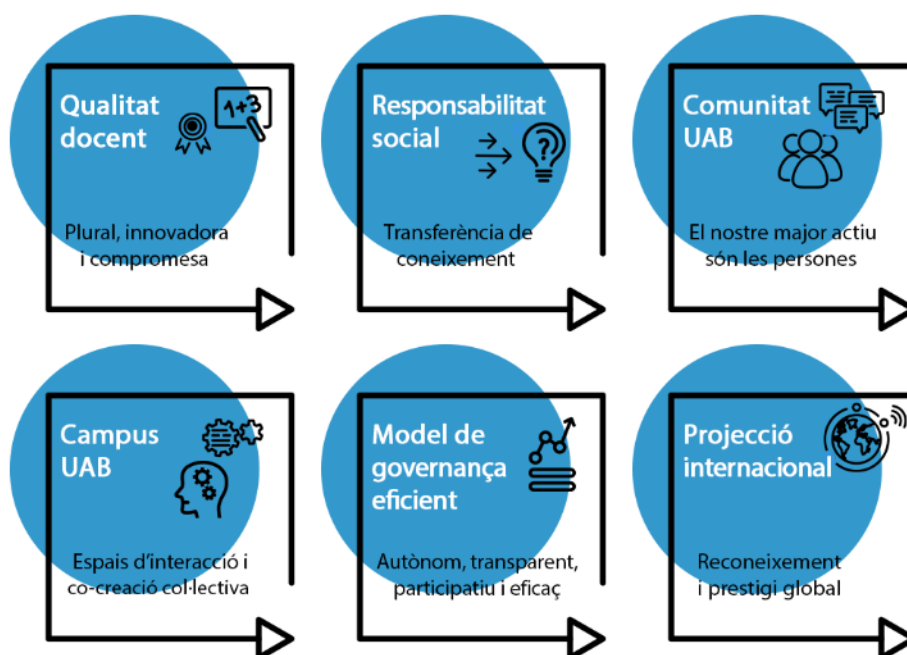 Qualitat
docent
1+3
Plural, innovadora
i compromesa
Responsabilitat
social
?
Transferència de
coneixement
Comunitat
UAB
El nostre major actiu
són les persones
Campus
UAB
Espais d'interacció i
co-creació col·lectiva
Model de
governança
eficient
Autònom, transparent,
participatiu i eficaç
Projecció
internacional
Reconeixement
i prestigi global